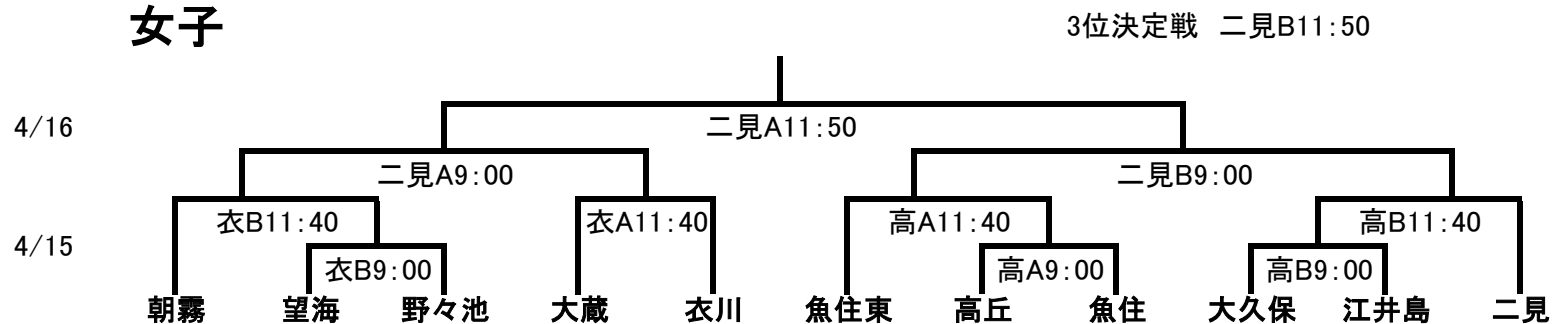 女子
3位決定戦 二見B11:50
4/16
二見A11:50
二見A9:00 二見B9:00
衣B11:40 衣A11:40 高A11:40 高B11:40
4/15
衣B9:00 高A9:00 高B9:00
朝霧 望海 野々池 大蔵 衣川 魚住東 高丘 魚住 大久保 江井島 二見